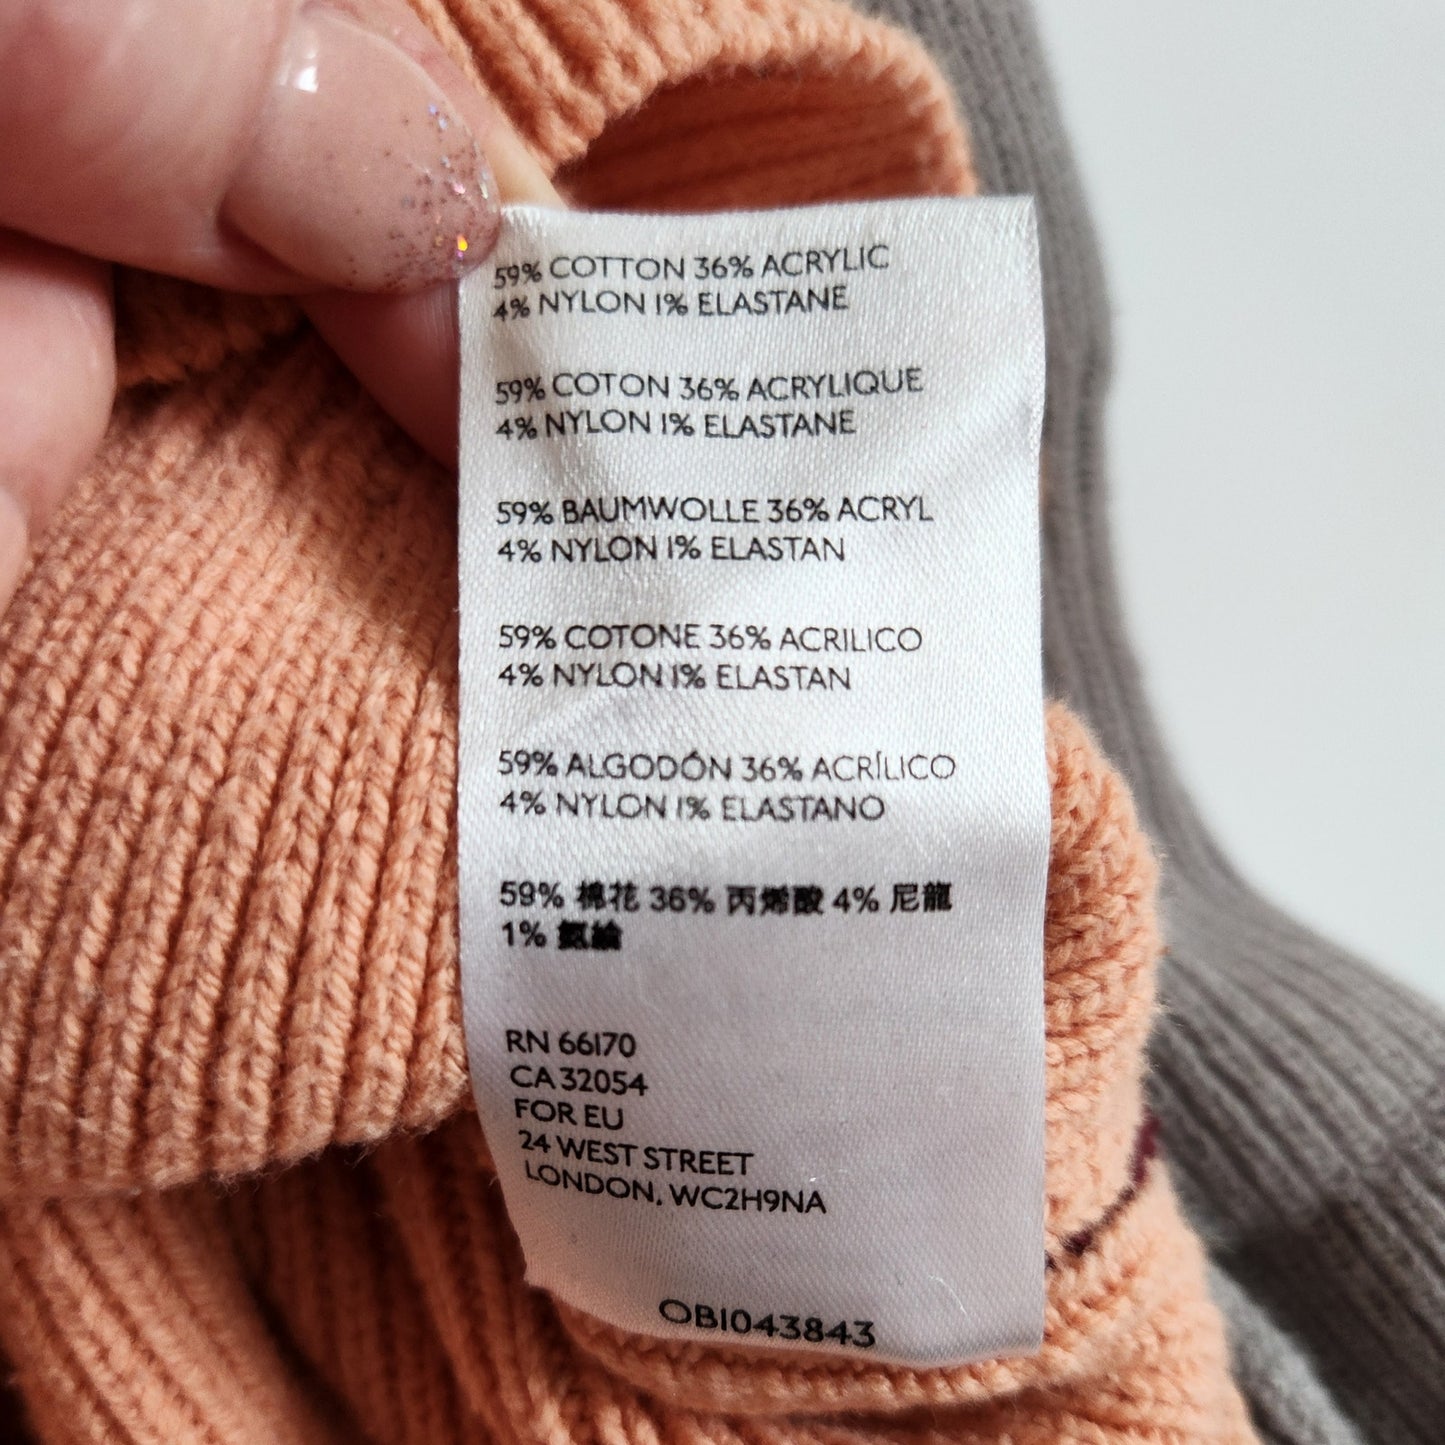 59% COTTON 36% ACRYLIC
4% NYLON 1% ELASTANE
59% COTON 36% ACRYLIQUE
4% NYLON 1% ELASTANE
59% BAUMWOLLE 36% ACRYL
4% NYLON 1% ELASTAN
59% COTONE 36% ACRILICO
4% NYLON 1% ELASTAN
59% ALGODÓN 36% ACRÍLICO
4% NYLON 1% ELASTANO
59% 棉花 36% 丙烯酸 4% 尼龍
1% 氨綸
RN 66170
CA 32054
FOR EU
24 WEST STREET
LONDON, WC2H9NA
OB1043843